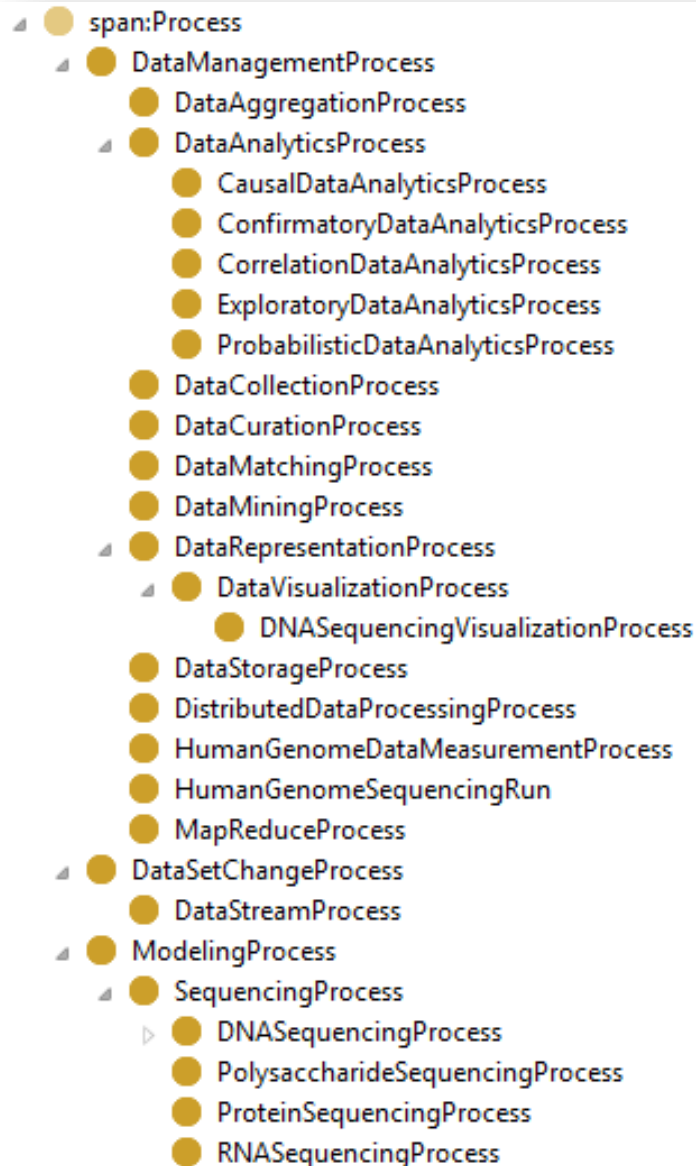 span:Process
DataManagementProcess
DataAggregationProcess
DataAnalyticsProcess
CausalDataAnalyticsProcess
ConfirmatoryDataAnalyticsProcess
CorrelationDataAnalyticsProcess
ExploratoryDataAnalyticsProcess
ProbabilisticDataAnalyticsProcess
DataCollectionProcess
DataCurationProcess
DataMatchingProcess
DataMiningProcess
DataRepresentationProcess
DataVisualizationProcess
DNASequencingVisualizationProcess
DataStorageProcess
DistributedDataProcessingProcess
HumanGenomeDataMeasurementProcess
HumanGenomeSequencingRun
MapReduceProcess
DataSetChangeProcess
DataStreamProcess
ModelingProcess
SequencingProcess
DNASequencingProcess
PolysaccharideSequencingProcess
ProteinSequencingProcess
RNASequencingProcess